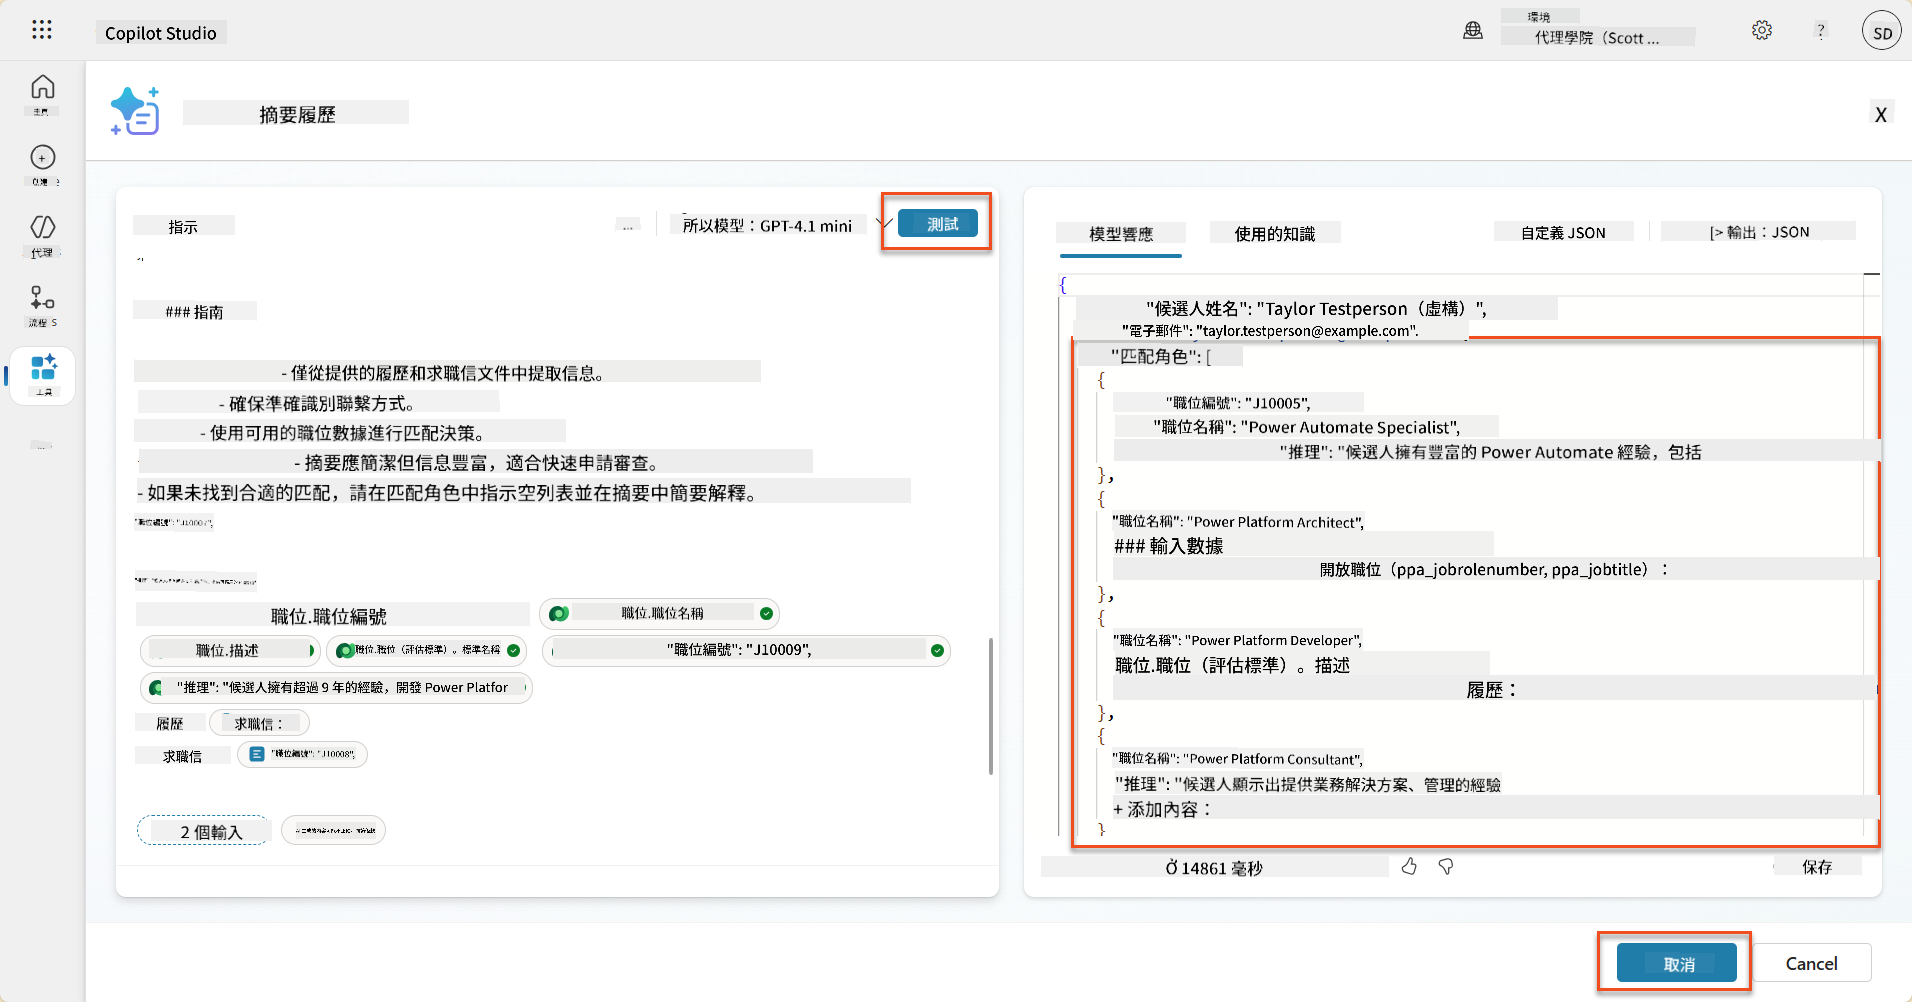 Copilot Studio
環境
代理學院（Scott ...
?
SD
主頁
代理
流程 S
工具
摘要履歷
X
指示
...
所以模型：GPT-4.1 mini
測試
### 指南
- 僅從提供的履歷和求職信文件中提取信息。
- 確保準確識別聯繫方式。
- 使用可用的職位數據進行匹配決策。
- 摘要應簡潔但信息豐富，適合快速申請審查。
- 如果未找到合適的匹配，請在匹配角色中指示空列表並在摘要中簡要解釋。
"職位編號": "J10007",
職位.職位編號
職位.職位名稱
職位.描述
職位.職位（評估標準）。標準名稱
"職位編號": "J10009",
"推理": "候選人擁有超過 9 年的經驗，開發 Power Platfor
履歷
求職信：
求職信
"職位編號": "J10008",
2 個輸入
模型響應
使用的知識
自定義 JSON
[> 輸出：JSON
{
"候選人姓名": "Taylor Testperson（虛構）",
"電子郵件": "taylor.testperson@example.com".
"匹配角色": [
{
"職位編號": "J10005",
"職位名稱": "Power Automate Specialist",
"推理": "候選人擁有豐富的 Power Automate 經驗，包括
},
{
"職位名稱": "Power Platform Architect",
### 輸入數據
開放職位（ppa_jobrolenumber, ppa_jobtitle）：
},
{
"職位名稱": "Power Platform Developer",
職位.職位（評估標準）。描述
履歷：
},
{
"職位名稱": "Power Platform Consultant",
"推理": "候選人顯示出提供業務解決方案、管理的經驗
+ 添加內容：
}
Ở 14861 毫秒
保存
取消
Cancel